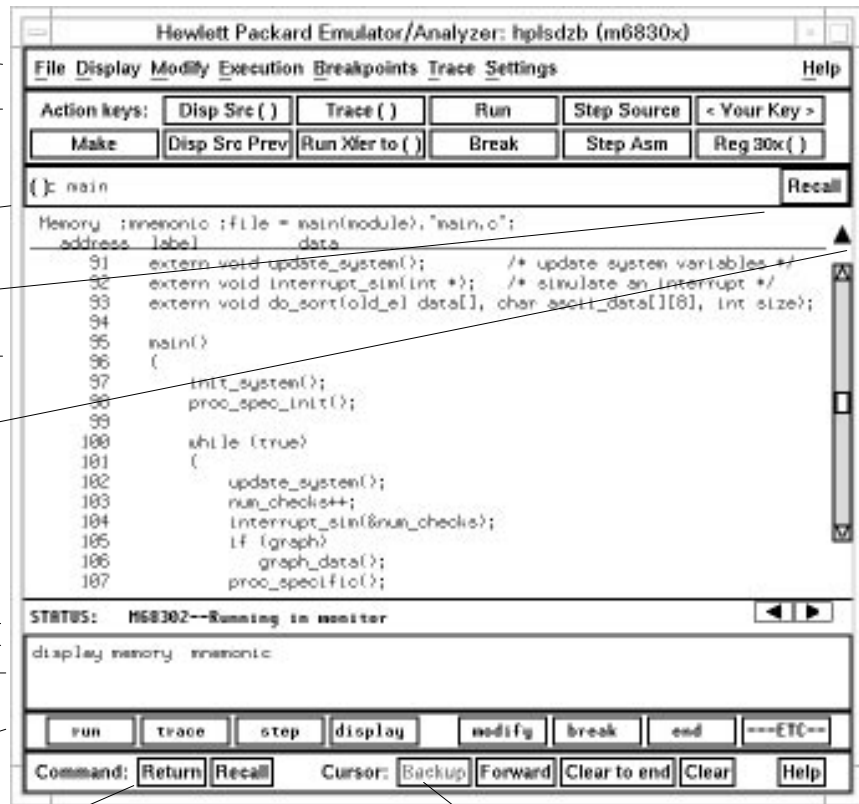 Hewlett Packard Emulator/Analyzer: hplsdzb (m6830x)
File Display Modify Execution Breakpoints Trace Settings Help
Action keys: Disp Src ( ) Trace ( ) Run Step Source < Your Key >
Make Disp Src Prev Run Xfer to ( ) Break Step Asm Reg 30x ( )
( ): main Recall
Memory :mnemonic :file = main(module)."main.c":
address label data
91 extern void update_system(); /* update system variables */
92 extern void interrupt_sim(int *); /* simulate an interrupt */
93 extern void do_sort(old_el data[], char ascii_data[][8], int size);
94
95 main()
96 {
97 init_system();
98 proc_spec_init();
99
100 while (true)
101 {
102 update_system();
103 num_checks++;
104 interrupt_sim(&num_checks);
105 if (graph)
106 graph_data();
107 proc_specific();
STATUS: M68302--Running in monitor
display memory mnemonic
run trace step display modify break end ---ETC--
Command: Return Recall Cursor: Backup Forward Clear to end Clear Help